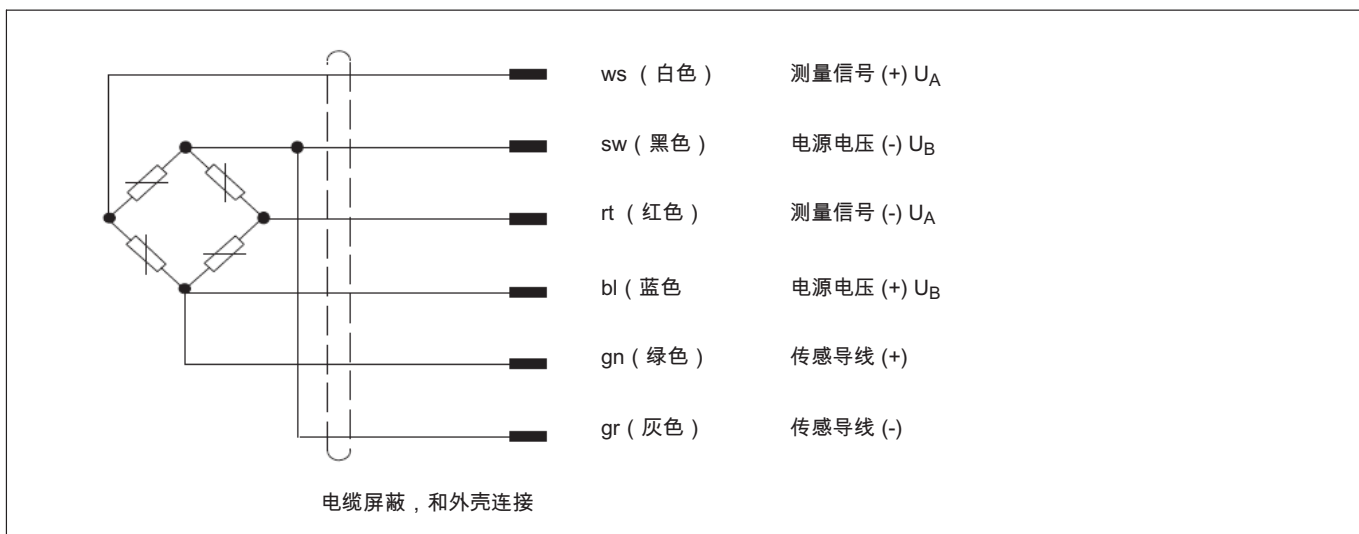 ws （白色） 测量信号 (+) UA
sw（黑色） 电源电压 (-) UB
rt （红色） 测量信号 (-) UA
bl（蓝色 电源电压 (+) UB
gn（绿色） 传感导线 (+)
gr（灰色） 传感导线 (-)
电缆屏蔽，和外壳连接